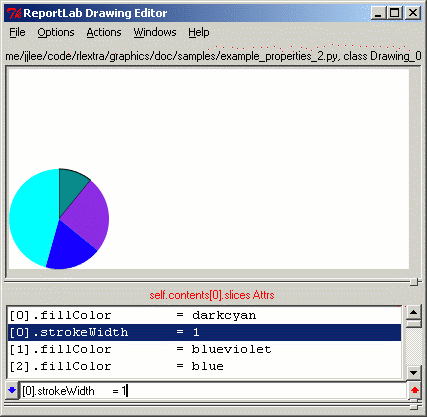 ReportLab Drawing Editor
File Options Actions Windows Help
me/jjlee/code/rlextra/graphics/doc/samples/example_properties_2.py, class Drawing_0
self.contents[0].slices Attrs
[0].fillColor = darkcyan
[0].strokeWidth = 1
[1].fillColor = blueviolet
[2].fillColor = blue
[0].strokeWidth = 1